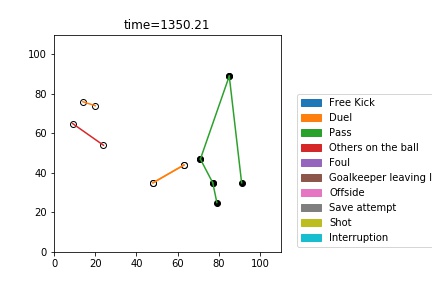 time=1350.21
100
80
60
40
20
0
0 20 40 60 80 100
Free Kick
Duel
Pass
Others on the ball
Foul
Goalkeeper leaving l
Offside
Save attempt
Shot
Interruption